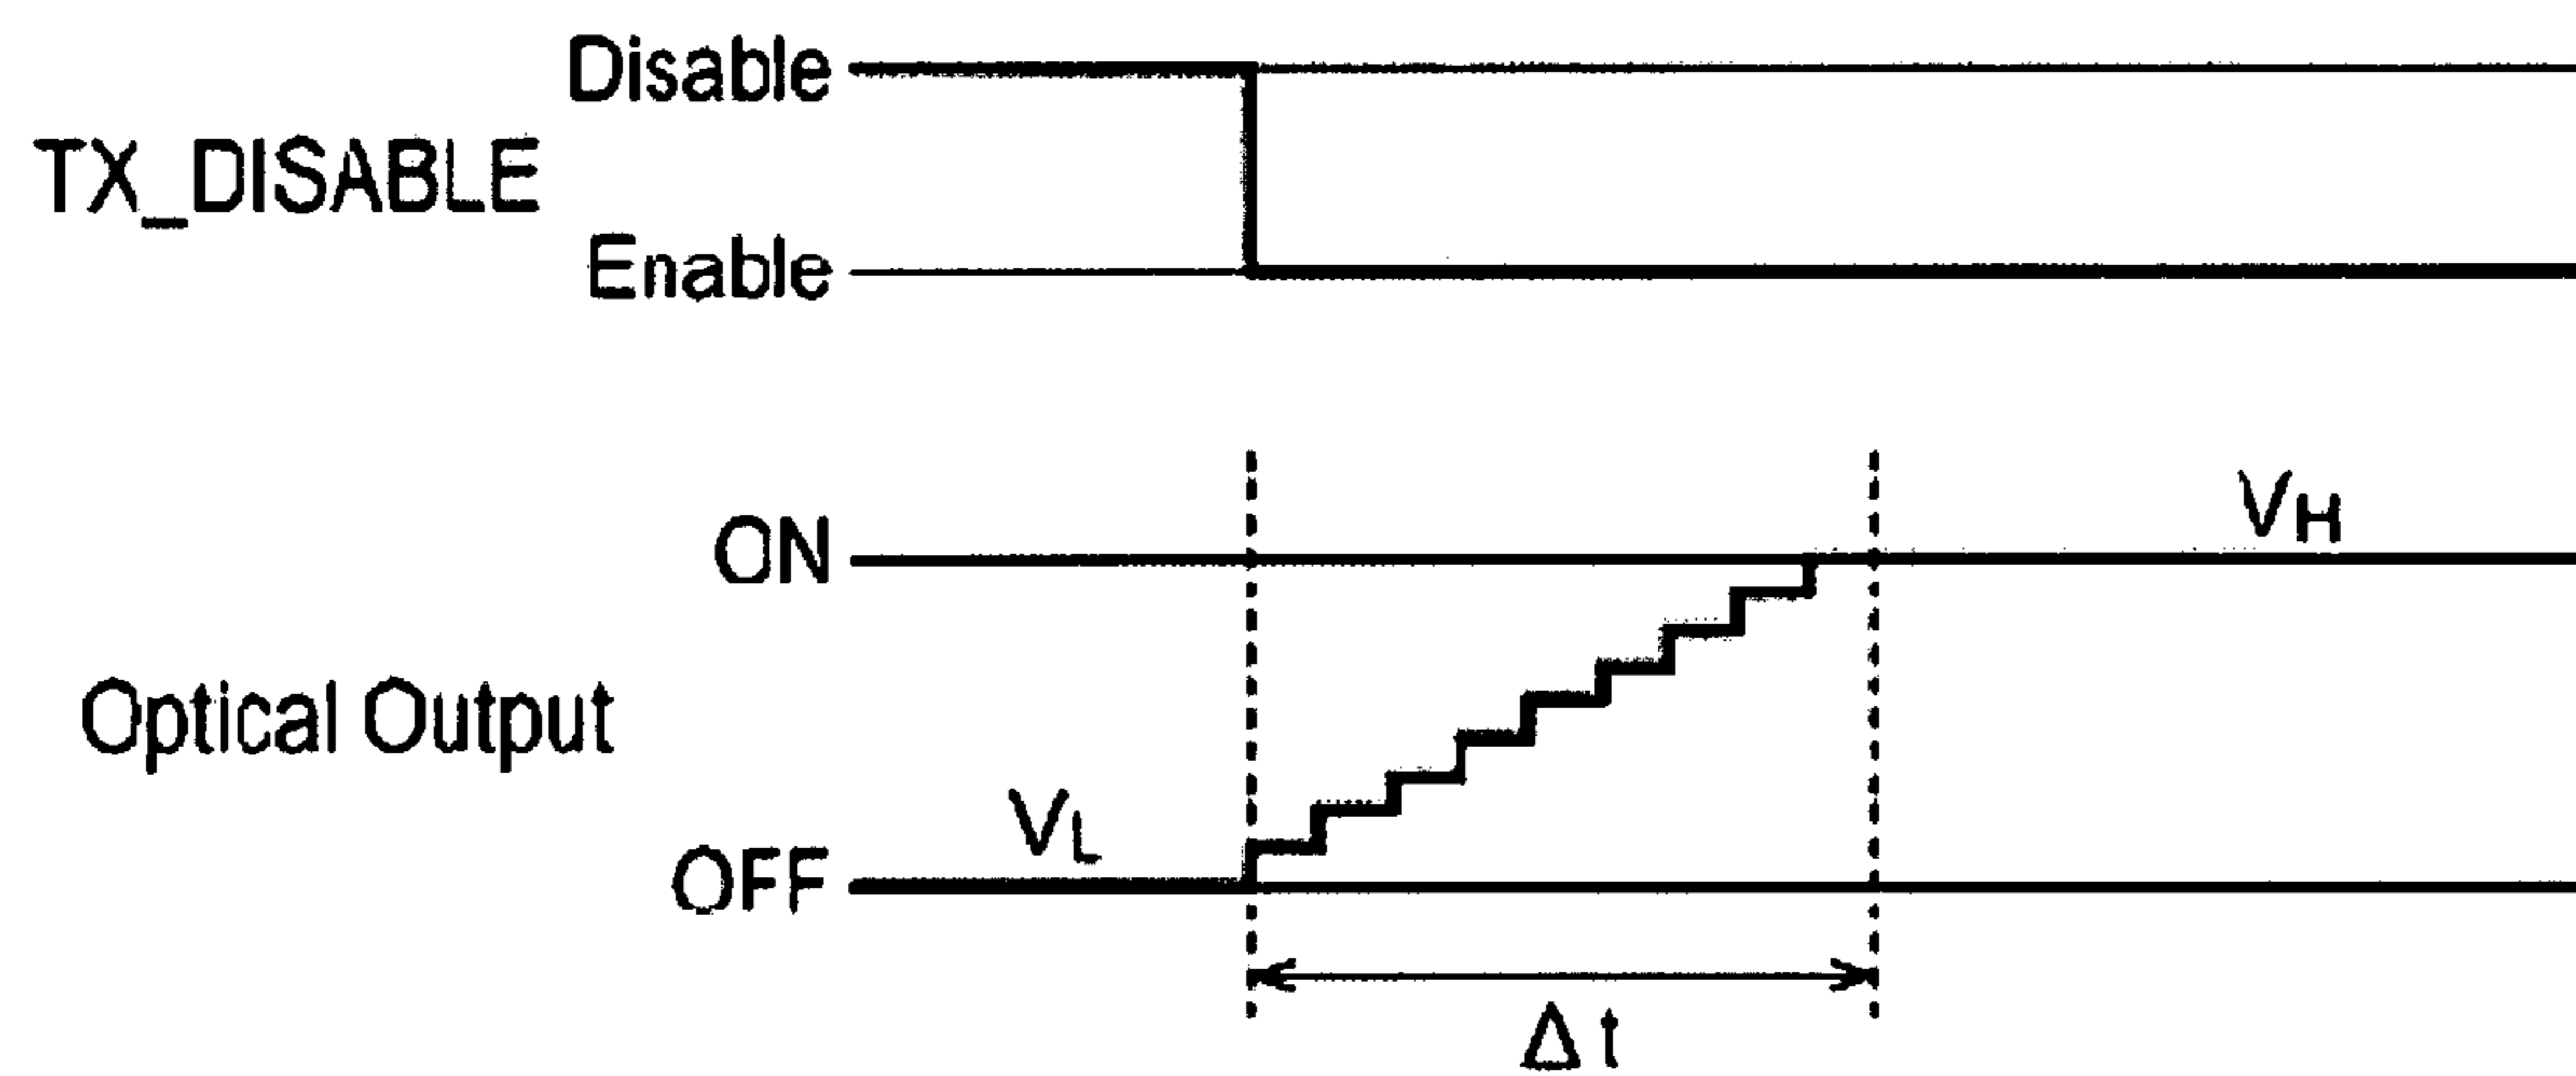 Disable
TX_DISABLE
Enable
ON
VH
Optical Output
VL
OFF
Δt